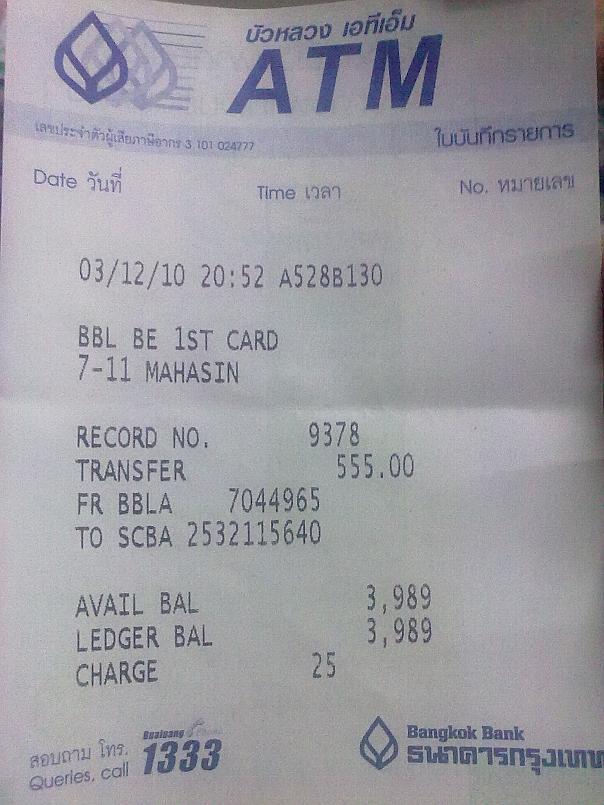 บัวหลวง เอทีเอ็ม
ATM
เลขประจำตัวผู้เสียภาษีอากร 3 101 024777
ใบบันทึกรายการ
Date วันที่ Time เวลา No. หมายเลข
03/12/10 20:52 A528B130
BBL BE 1ST CARD
7-11 MAHASIN
RECORD NO. 9378
TRANSFER 555.00
FR BBLA 7044965
TO SCBA 2532115640
AVAIL BAL 3,989
LEDGER BAL 3,989
CHARGE 25
สอบถาม โทร.
Queries, call
Bualuang
1333
Bangkok Bank
ธนาคารกรุงเทพ